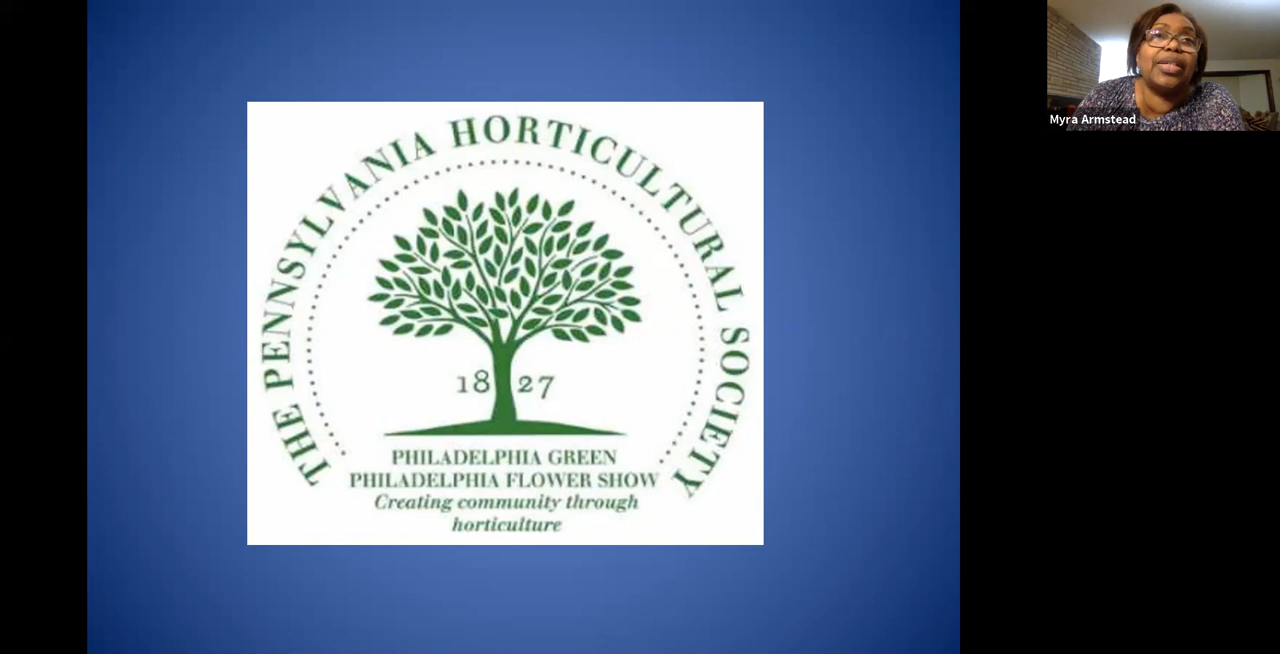 THE PENNSYLVANIA HORTICULTURAL SOCIETY
18 27
PHILADELPHIA GREEN
PHILADELPHIA FLOWER SHOW
Creating community through
horticulture
Myra Armstead